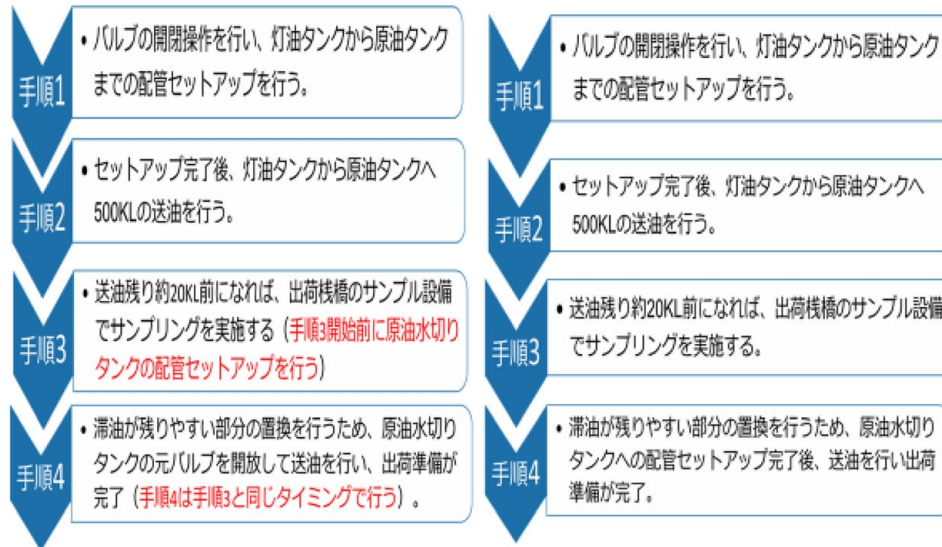 手順1
・バルブの開閉操作を行い、灯油タンクから原油タンク
までの配管セットアップを行う。
手順2
・セットアップ完了後、灯油タンクから原油タンクへ
500KLの送油を行う。
手順3
・送油残り約20KL前になれば、出荷桟橋のサンプル設備
でサンプリングを実施する（手順3開始前に原油水切り
タンクの配管セットアップを行う）
手順4
・滞油が残りやすい部分の置換を行うため、原油水切り
タンクの元バルブを開放して送油を行い、出荷準備が
完了（手順4は手順3と同じタイミングで行う）。
手順1
・バルブの開閉操作を行い、灯油タンクから原油タンク
までの配管セットアップを行う。
手順2
・セットアップ完了後、灯油タンクから原油タンクへ
500KLの送油を行う。
手順3
・送油残り約20KL前になれば、出荷桟橋のサンプル設備
でサンプリングを実施する。
手順4
・滞油が残りやすい部分の置換を行うため、原油水切り
タンクへの配管セットアップ完了後、送油を行い出荷
準備が完了。